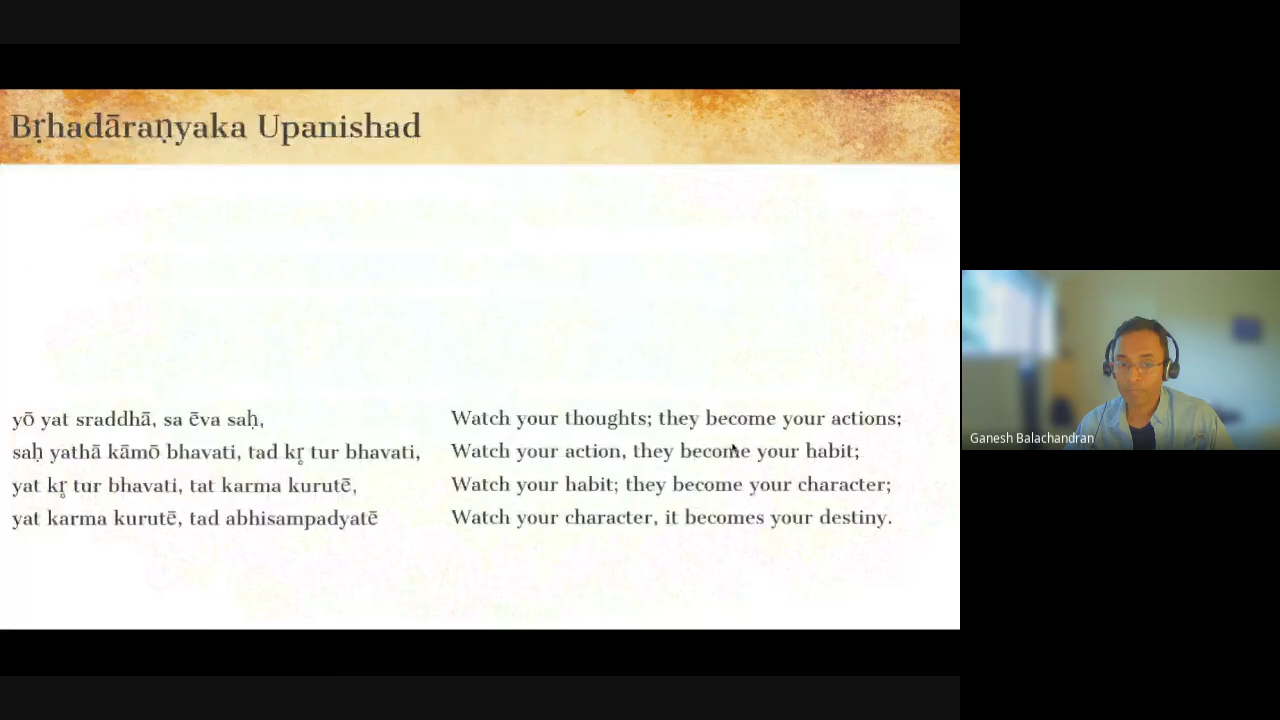 Bṛhadāraṇyaka Upanishad
yō yat sraddhā, sa ēva saḥ,
saḥ yathā kāmō bhavati, tad kr̥ tur bhavati,
yat kr̥ tur bhavati, tat karma kurutē,
yat karma kurutē, tad abhisampadyatē
Watch your thoughts; they become your actions;
Watch your action, they become your habit;
Watch your habit; they become your character;
Watch your character, it becomes your destiny.
Ganesh Balachandran